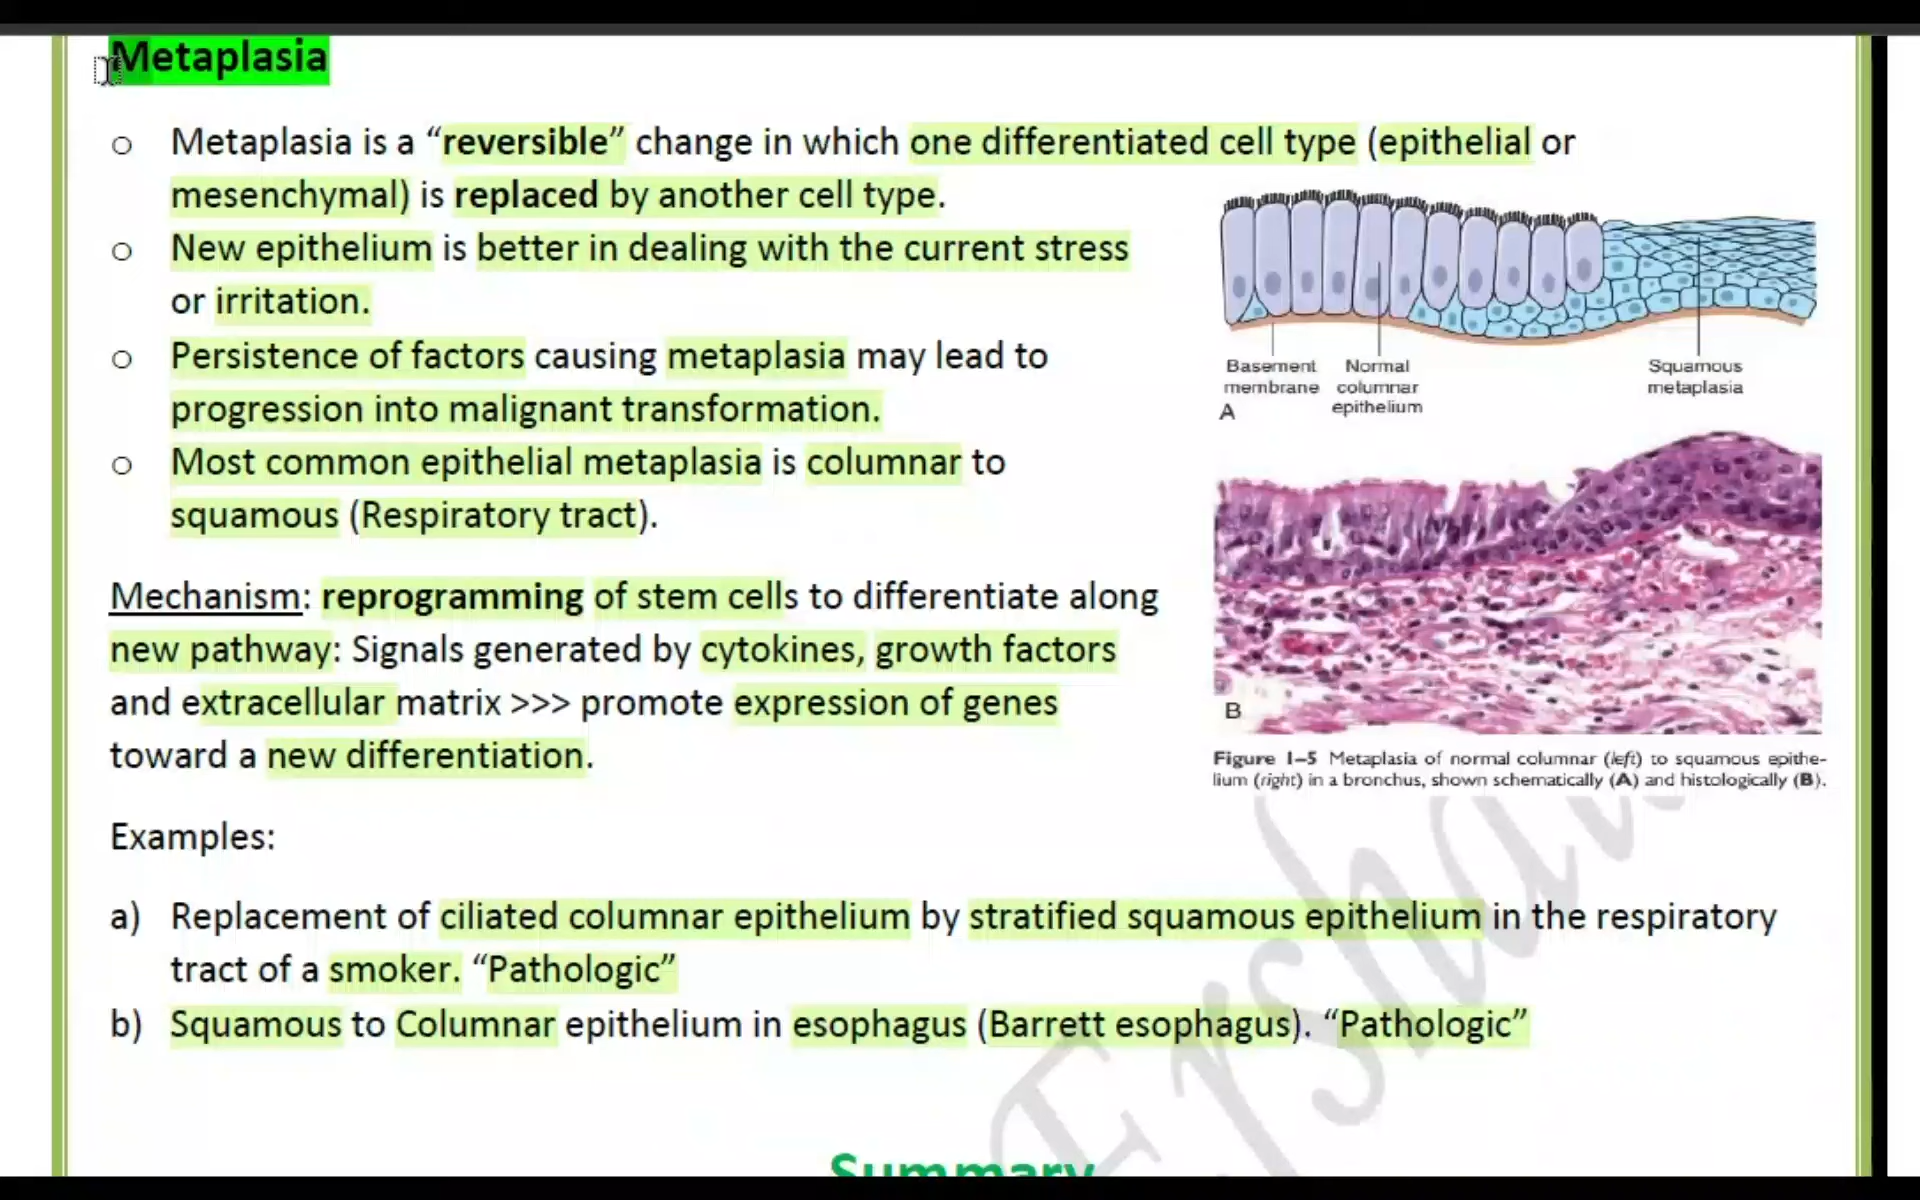 Metaplasia
o Metaplasia is a “reversible” change in which one differentiated cell type (epithelial or
mesenchymal) is replaced by another cell type.
o New epithelium is better in dealing with the current stress
or irritation.
o Persistence of factors causing metaplasia may lead to
progression into malignant transformation.
o Most common epithelial metaplasia is columnar to
squamous (Respiratory tract).
Basement membrane
Normal columnar epithelium
Squamous metaplasia
A
B
Figure 1–5 Metaplasia of normal columnar (left) to squamous epithe-
lium (right) in a bronchus, shown schematically (A) and histologically (B).
Mechanism: reprogramming of stem cells to differentiate along
new pathway: Signals generated by cytokines, growth factors
and extracellular matrix >>> promote expression of genes
toward a new differentiation.
Examples:
a) Replacement of ciliated columnar epithelium by stratified squamous epithelium in the respiratory
tract of a smoker. “Pathologic”
b) Squamous to Columnar epithelium in esophagus (Barrett esophagus). “Pathologic”
Summary